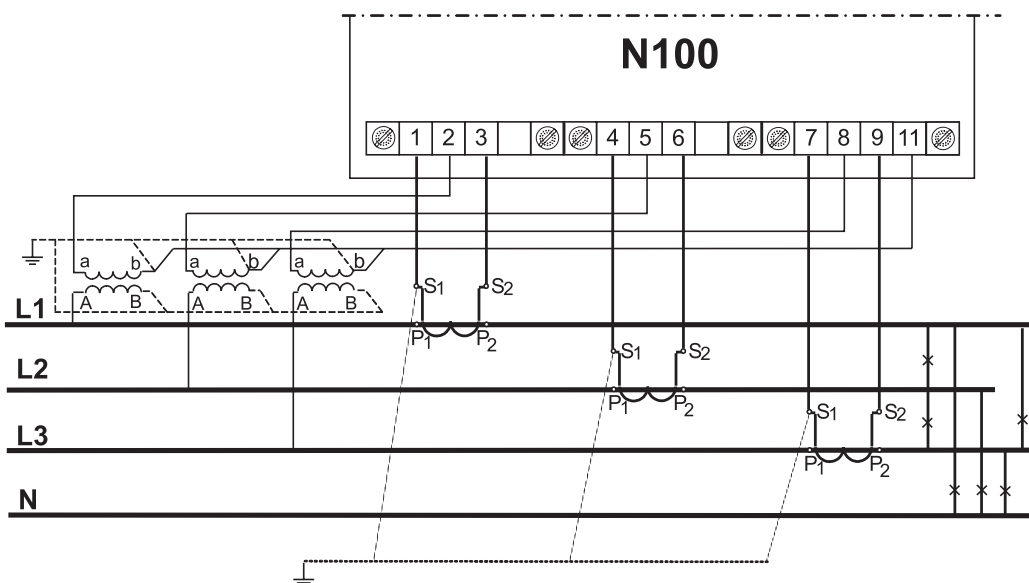 N100
1 2 3 4 5 6 7 8 9 11
a b a b a b
A B A B A B
S1 S2
L1
P1 P2
S1 S2
L2
P1 P2
S1 S2
L3
P1 P2
N